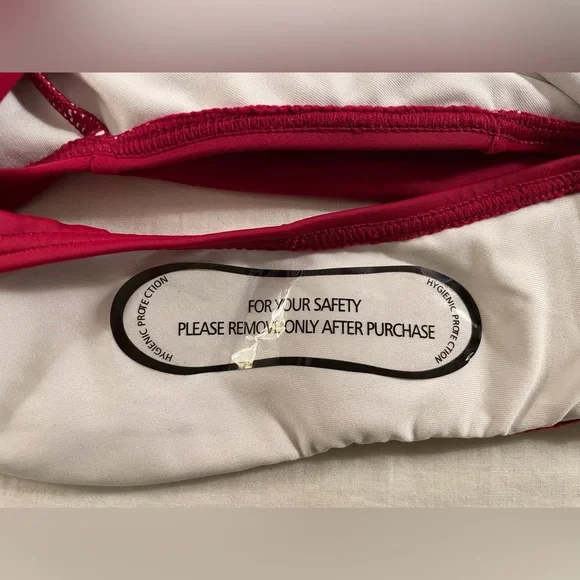 FOR YOUR SAFETY
PLEASE REMOVE ONLY AFTER PURCHASE
HYGIENIC PROTECTION
HYGIENIC PROTECTION